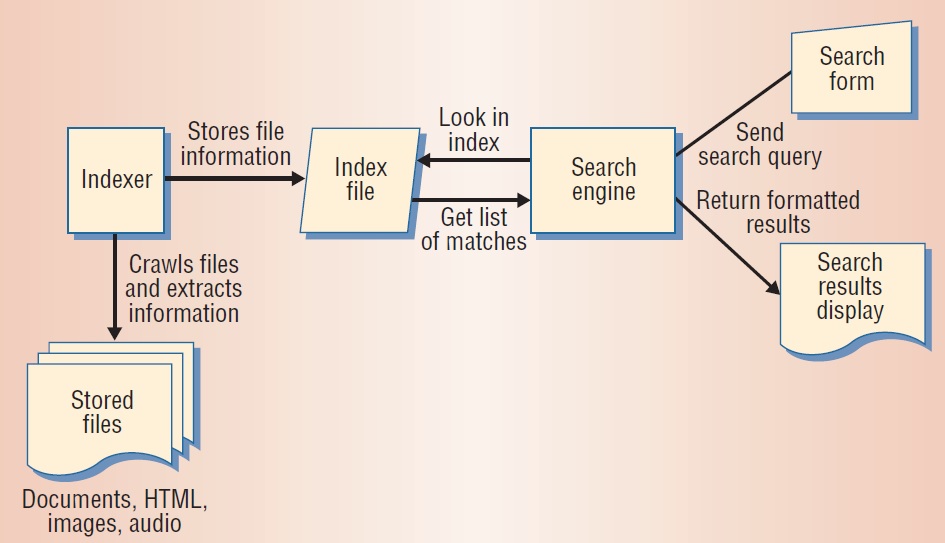 Search
form
Look in
index
Stores file
information
Send
search query
Indexer
Index
file
Search
engine
Return formatted
results
Get list
of matches
Crawls files
and extracts
information
Search
results
display
Stored
files
Documents, HTML,
images, audio